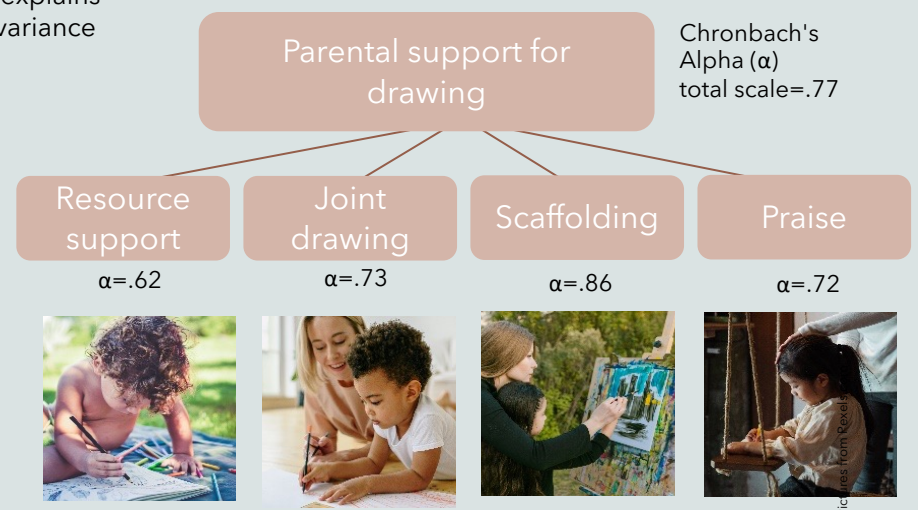 explains
variance
Parental support for
drawing
Chronbach's
Alpha (α)
total scale=.77
Resource
support
Joint
drawing
Scaffolding
Praise
α=.62
α=.73
α=.86
α=.72
ictures from Pexels